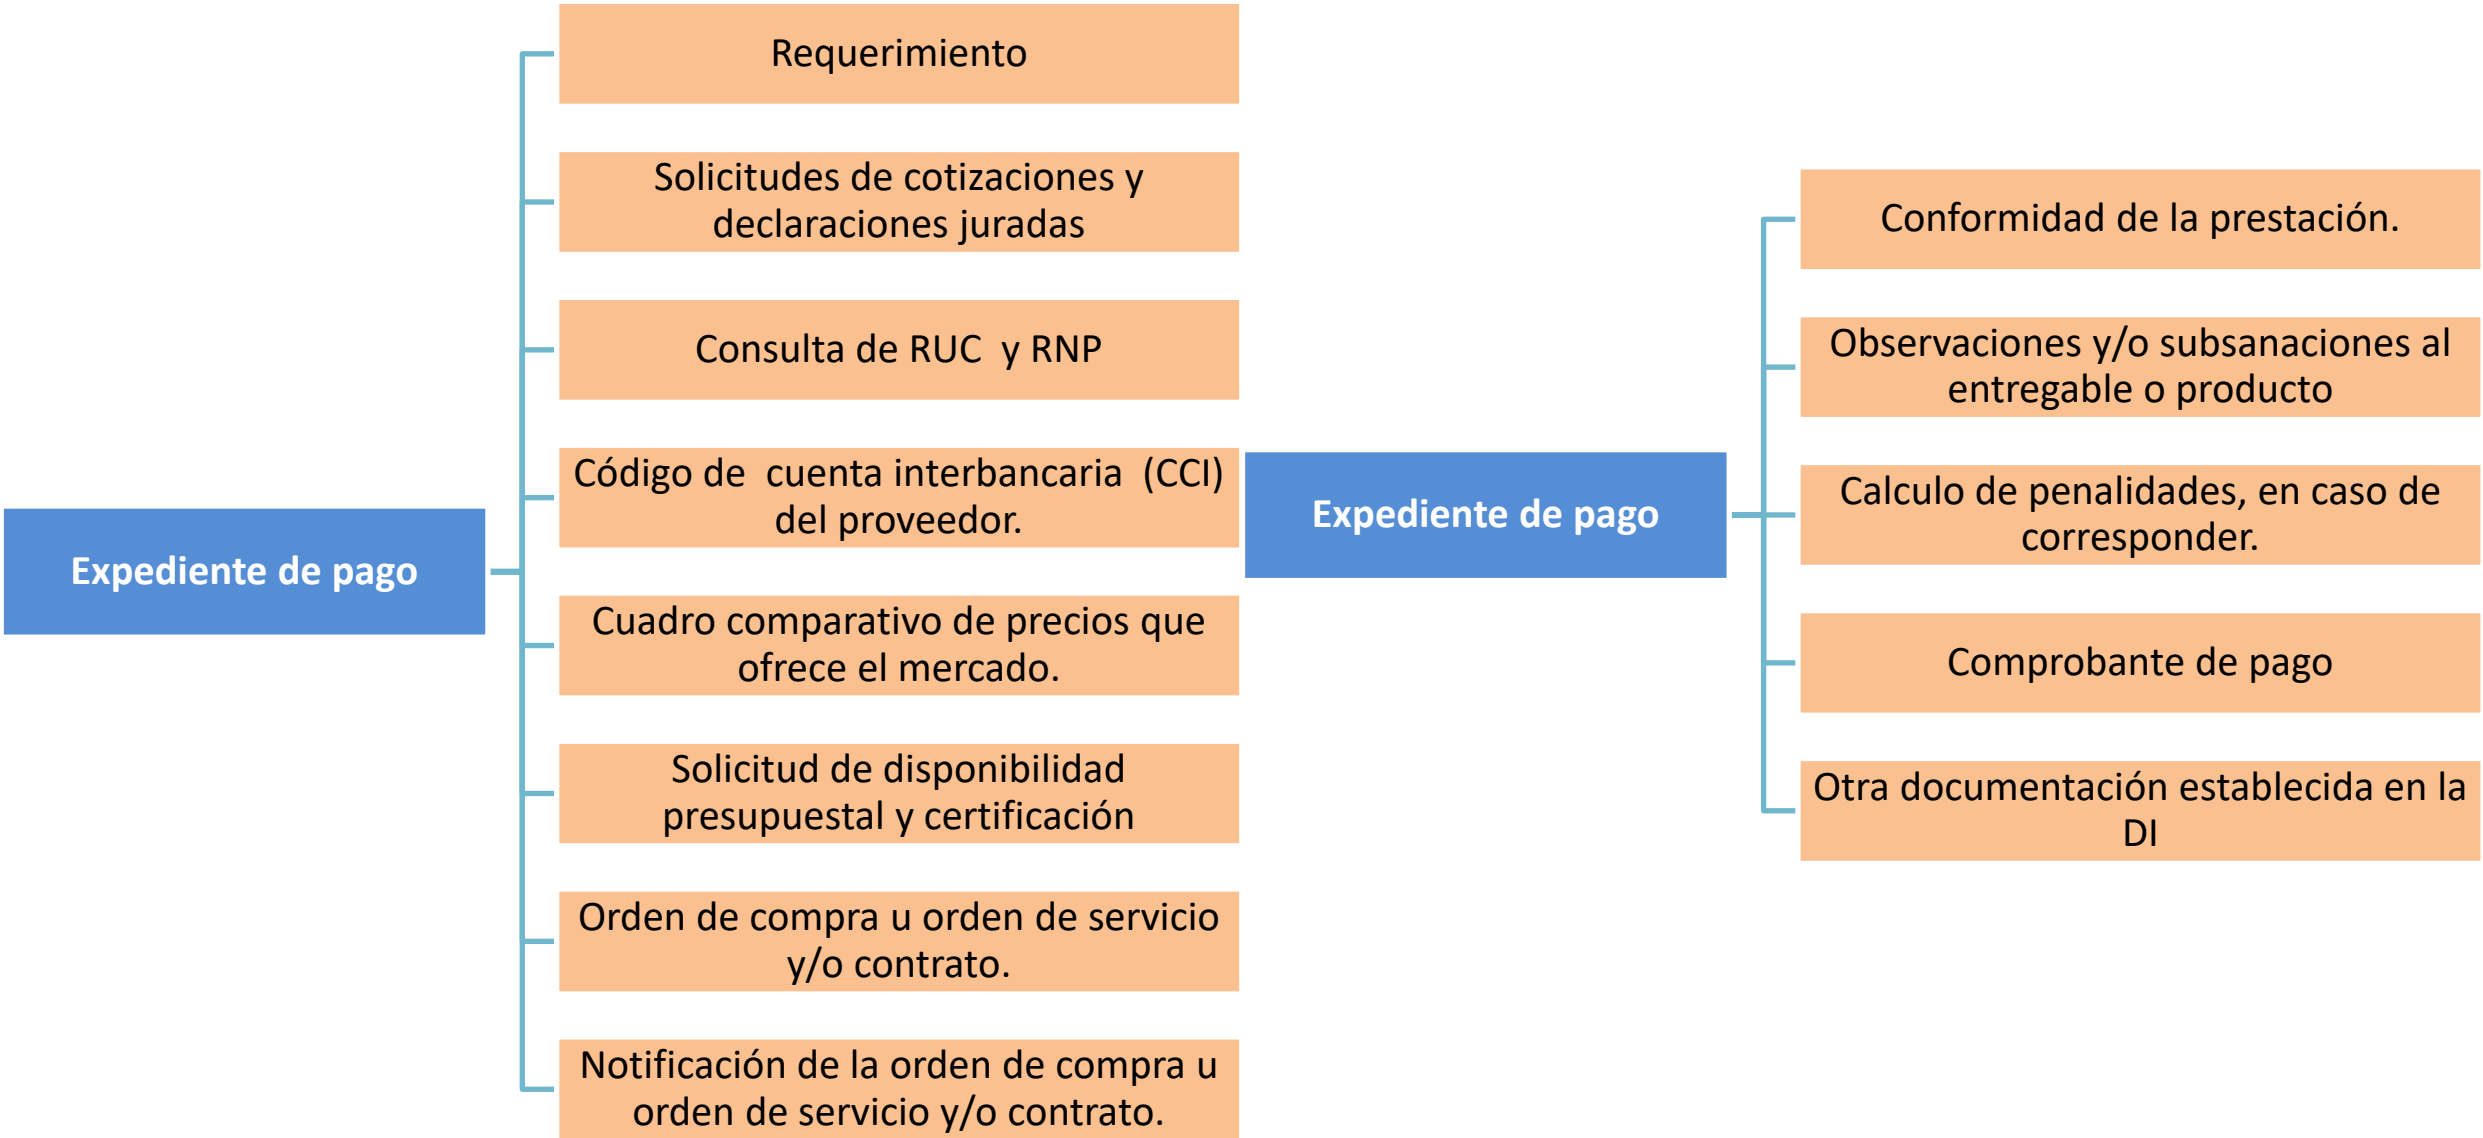 Expediente de pago
Requerimiento
Solicitudes de cotizaciones y
declaraciones juradas
Consulta de RUC  y RNP
Código de  cuenta interbancaria  (CCI)
del proveedor.
Cuadro comparativo de precios que
ofrece el mercado.
Solicitud de disponibilidad
presupuestal y certificación
Orden de compra u orden de servicio
y/o contrato.
Notificación de la orden de compra u
orden de servicio y/o contrato.
Expediente de pago
Conformidad de la prestación.
Observaciones y/o subsanaciones al
entregable o producto
Calculo de penalidades, en caso de
corresponder.
Comprobante de pago
Otra documentación establecida en la
DI